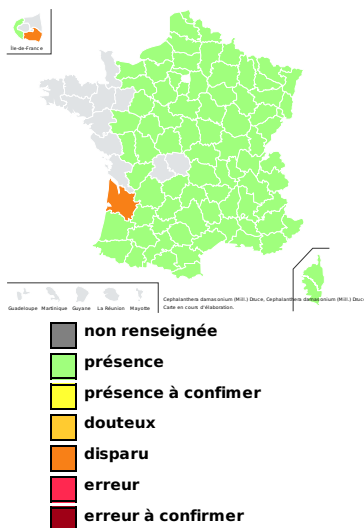 Île-de-France
Guadeloupe Martinique Guyane La Réunion Mayotte
Cephalanthera damasonium (Mill.) Druce, Cephalanthera damasonium (Mill.) Druce
Carte en cours d'élaboration.
non renseignée
présence
présence à confimer
douteux
disparu
erreur
erreur à confirmer